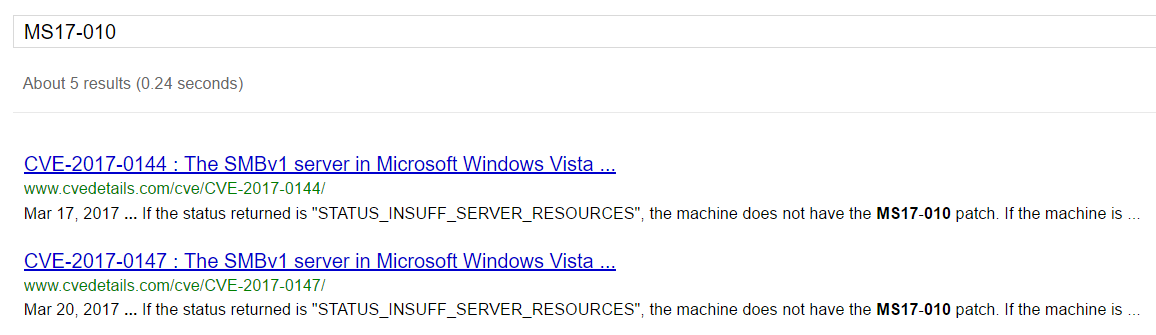 MS17-010
About 5 results (0.24 seconds)
CVE-2017-0144 : The SMBv1 server in Microsoft Windows Vista ...
www.cvedetails.com/cve/CVE-2017-0144/
Mar 17, 2017 ... If the status returned is "STATUS_INSUFF_SERVER_RESOURCES", the machine does not have the MS17-010 patch. If the machine is ...
CVE-2017-0147 : The SMBv1 server in Microsoft Windows Vista ...
www.cvedetails.com/cve/CVE-2017-0147/
Mar 20, 2017 ... If the status returned is "STATUS_INSUFF_SERVER_RESOURCES", the machine does not have the MS17-010 patch. If the machine is ...